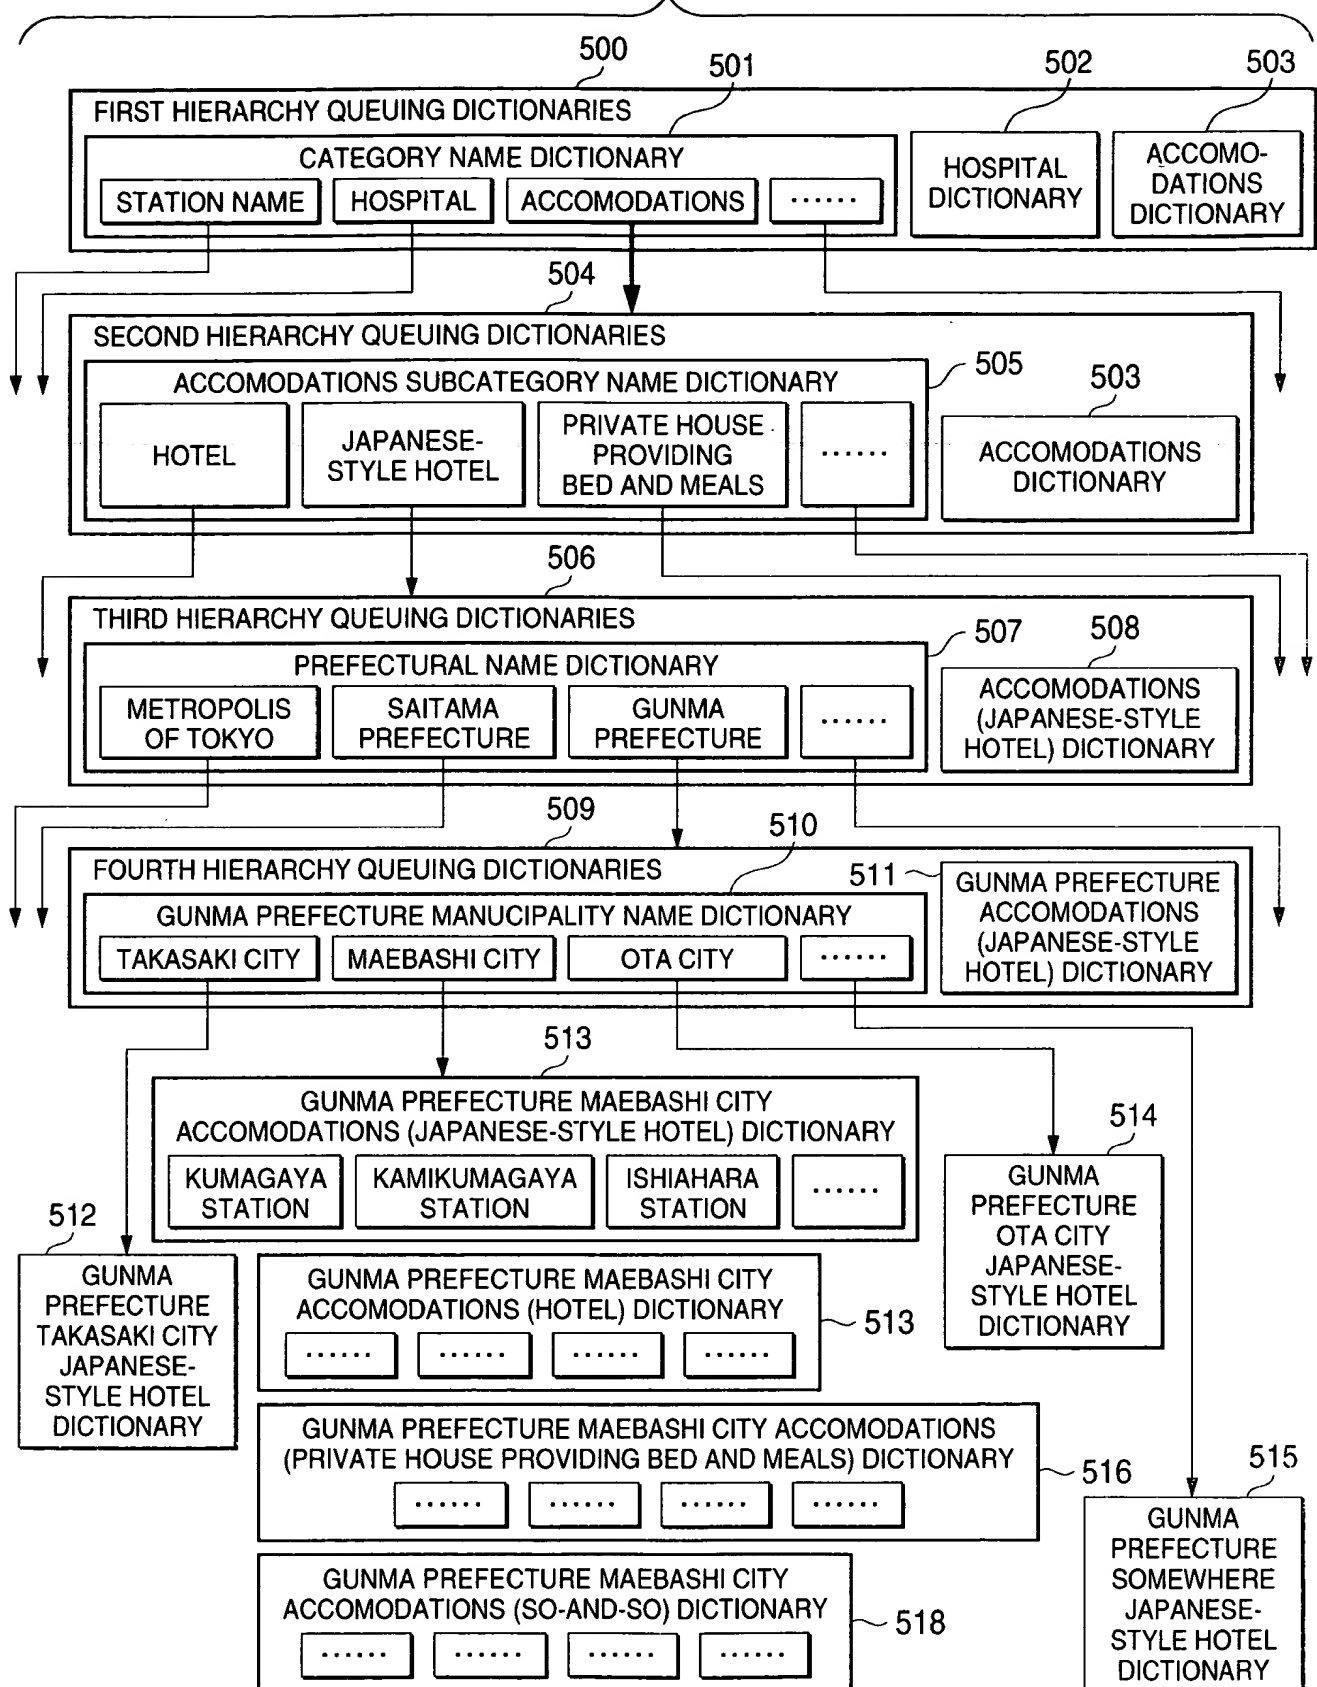 500
501
502
503
FIRST HIERARCHY QUEUING DICTIONARIES
CATEGORY NAME DICTIONARY
STATION NAME
HOSPITAL
ACCOMODATIONS
......
HOSPITAL
DICTIONARY
ACCOMO-
DATIONS
DICTIONARY
504
SECOND HIERARCHY QUEUING DICTIONARIES
505
ACCOMODATIONS SUBCATEGORY NAME DICTIONARY
HOTEL
JAPANESE-
STYLE HOTEL
PRIVATE HOUSE
PROVIDING
BED AND MEALS
......
503
ACCOMODATIONS
DICTIONARY
506
THIRD HIERARCHY QUEUING DICTIONARIES
507
PREFECTURAL NAME DICTIONARY
METROPOLIS
OF TOKYO
SAITAMA
PREFECTURE
GUNMA
PREFECTURE
......
508
ACCOMODATIONS
(JAPANESE-STYLE
HOTEL) DICTIONARY
509
510
FOURTH HIERARCHY QUEUING DICTIONARIES
GUNMA PREFECTURE MANUCIPALITY NAME DICTIONARY
TAKASAKI CITY
MAEBASHI CITY
OTA CITY
......
511
GUNMA PREFECTURE
ACCOMODATIONS
(JAPANESE-STYLE
HOTEL) DICTIONARY
513
GUNMA PREFECTURE MAEBASHI CITY
ACCOMODATIONS (JAPANESE-STYLE HOTEL) DICTIONARY
KUMAGAYA
STATION
KAMIKUMAGAYA
STATION
ISHIAHARA
STATION
......
514
GUNMA
PREFECTURE
OTA CITY
JAPANESE-
STYLE HOTEL
DICTIONARY
512
GUNMA
PREFECTURE
TAKASAKI CITY
JAPANESE-
STYLE HOTEL
DICTIONARY
GUNMA PREFECTURE MAEBASHI CITY
ACCOMODATIONS (HOTEL) DICTIONARY
...... ...... ...... ......
513
GUNMA PREFECTURE MAEBASHI CITY ACCOMODATIONS
(PRIVATE HOUSE PROVIDING BED AND MEALS) DICTIONARY
...... ...... ...... ......
516
515
GUNMA
PREFECTURE
SOMEWHERE
JAPANESE-
STYLE HOTEL
DICTIONARY
GUNMA PREFECTURE MAEBASHI CITY
ACCOMODATIONS (SO-AND-SO) DICTIONARY
...... ...... ...... ......
518